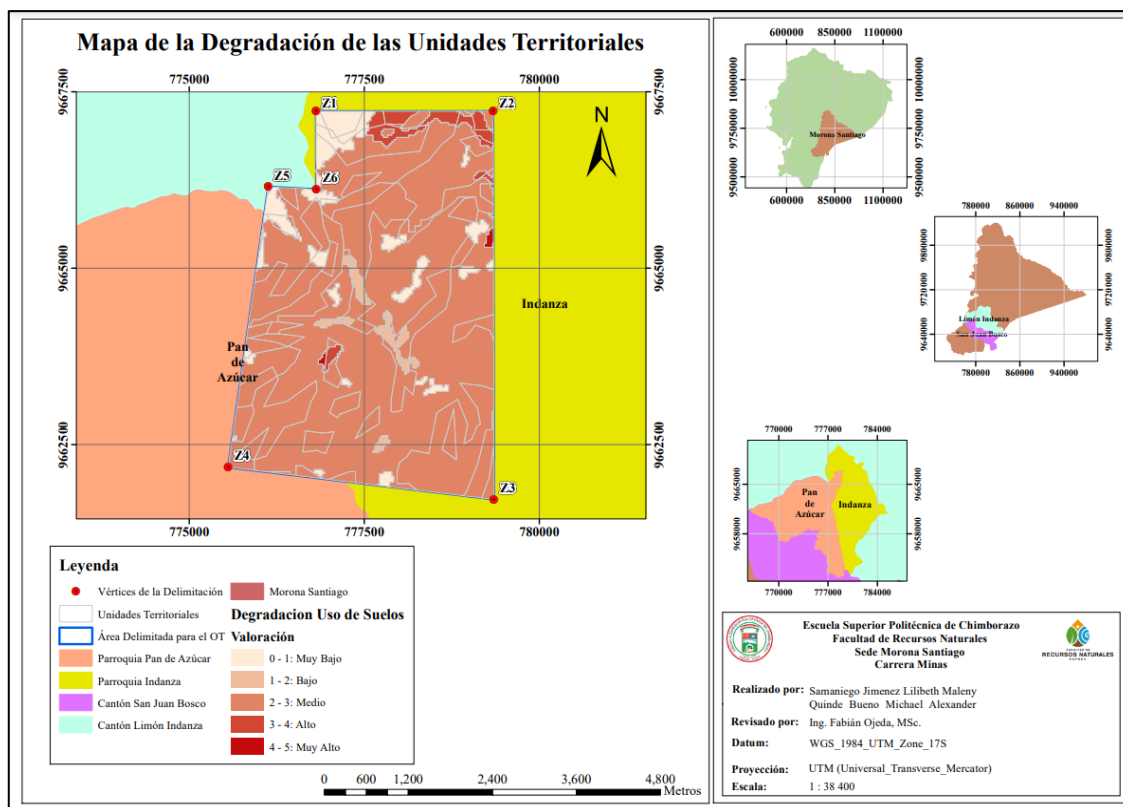 Mapa de la Degradación de las Unidades Territoriales
775000 777500 780000
9667500 9667500
Z1 Z2
N
Z5 Z6
9665000 9665000
Indanza
Pan
de
Azúcar
9662500 9662500
Z4
Z3
775000 777500 780000
Leyenda
Vértices de la Delimitación
Unidades Territoriales
Área Delimitada para el OT
Parroquia Pan de Azúcar
Parroquia Indanza
Cantón San Juan Bosco
Cantón Limón Indanza
Morona Santiago
Degradacion Uso de Suelos
Valoración
0 - 1: Muy Bajo
1 - 2: Bajo
2 - 3: Medio
3 - 4: Alto
4 - 5: Muy Alto
0 600 1,200 2,400 3,600 4,800
Metros
600000 850000 1100000
10000000 10000000
Morona Santiago
9750000 9750000
9500000 9500000
600000 850000 1100000
780000 860000 940000
9800000 9800000
9720000 9720000
Limón Indanza
San Juan Bosco
9640000 9640000
780000 860000 940000
770000 777000 784000
9665000 9665000
Pan
de
Azúcar
Indanza
9658000 9658000
770000 777000 784000
Escuela Superior Politécnica de Chimborazo
Facultad de Recursos Naturales
Sede Morona Santiago
Carrera Minas
RECURSOS NATURALES
Realizado por: Samaniego Jimenez Lilibeth Maleny
Quinde Bueno Michael Alexander
Revisado por: Ing. Fabián Ojeda, MSc.
Datum: WGS_1984_UTM_Zone_17S
Proyección: UTM (Universal_Transverse_Mercator)
Escala: 1 : 38 400